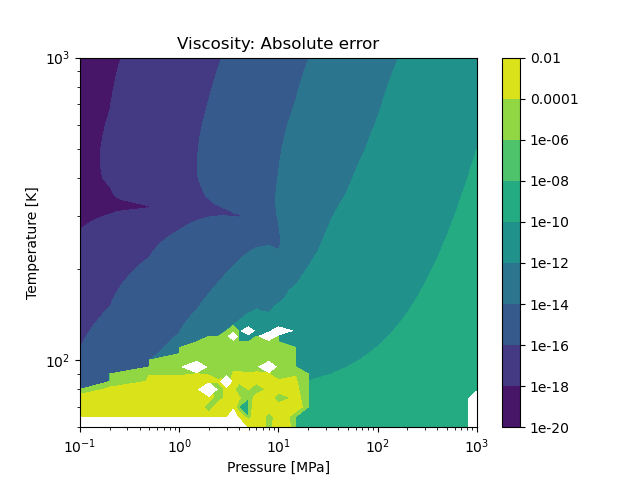 Viscosity: Absolute error
10³
10²
Temperature [K]
10⁻¹ 10⁰ 10¹ 10² 10³
Pressure [MPa]
0.01
0.0001
1e-06
1e-08
1e-10
1e-12
1e-14
1e-16
1e-18
1e-20